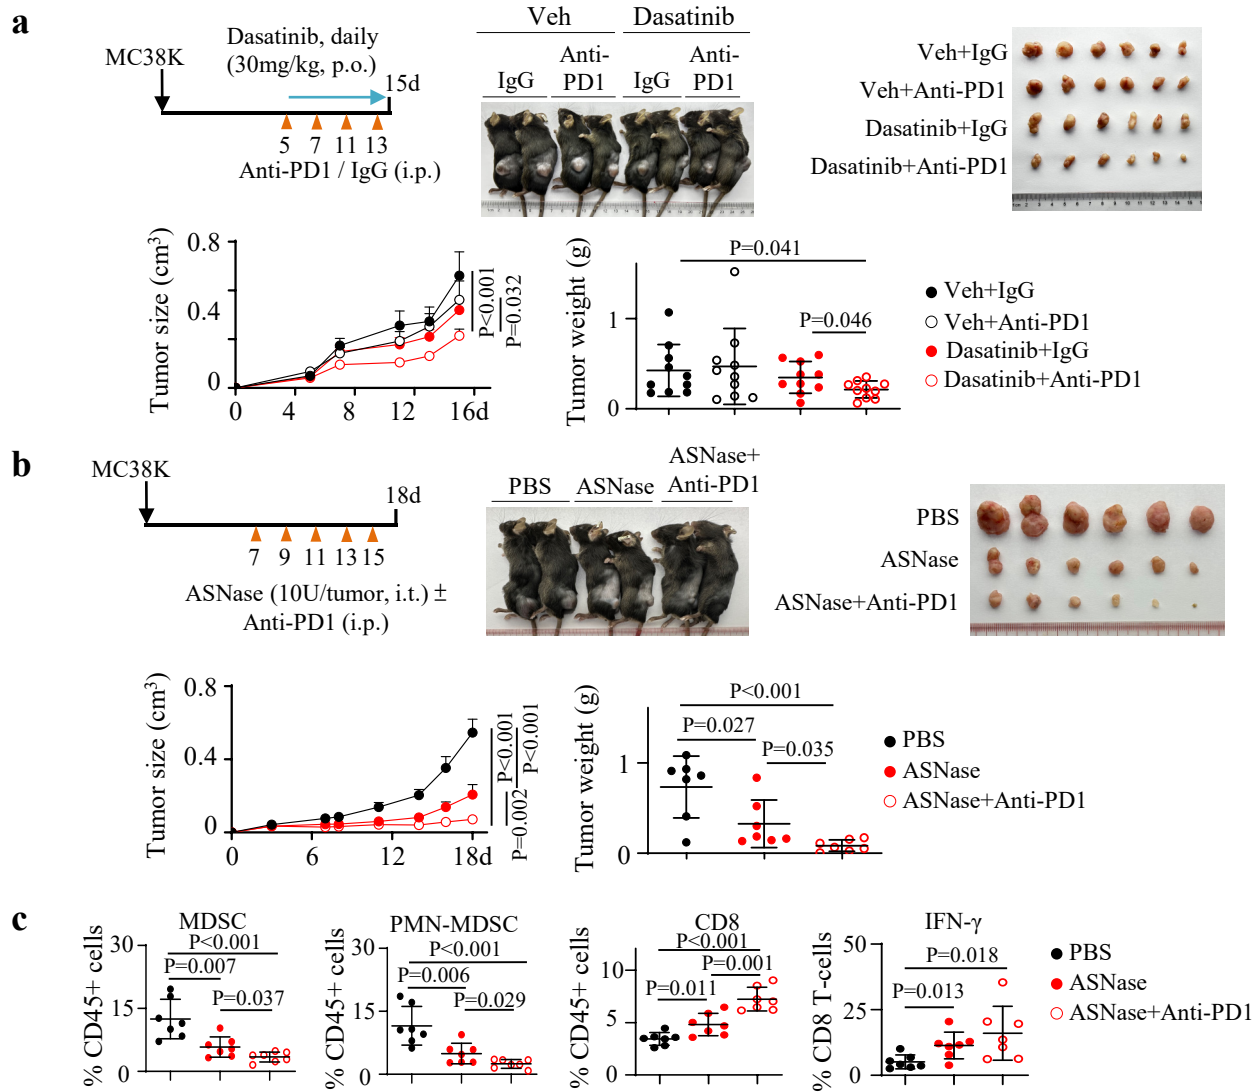 a
MC38K
Dasatinib, daily
(30mg/kg, p.o.)
15d
5 7 11 13
Anti-PD1 / IgG (i.p.)
Veh Dasatinib
IgG Anti-PD1 IgG Anti-PD1
Veh+IgG
Veh+Anti-PD1
Dasatinib+IgG
Dasatinib+Anti-PD1
Tumor size (cm³)
0.8
0.4
0
0 4 8 12 16d
P<0.001
P=0.032
Tumor weight (g)
1
0
P=0.041
P=0.046
Veh+IgG
Veh+Anti-PD1
Dasatinib+IgG
Dasatinib+Anti-PD1
b
MC38K
18d
7 9 11 13 15
ASNase (10U/tumor, i.t.) ±
Anti-PD1 (i.p.)
PBS ASNase ASNase+
Anti-PD1
PBS
ASNase
ASNase+Anti-PD1
Tumor size (cm³)
0.8
0.4
0
0 6 12 18d
P=0.002
P<0.001
P<0.001
Tumor weight (g)
1
0
P<0.001
P=0.027
P=0.035
PBS
ASNase
ASNase+Anti-PD1
c
MDSC
% CD45+ cells
30
15
0
P<0.001
P=0.007
P=0.037
PMN-MDSC
% CD45+ cells
30
15
0
P<0.001
P=0.006
P=0.029
CD8
% CD45+ cells
10
5
0
P<0.001
P=0.001
P=0.011
IFN-γ
% CD8 T-cells
50
25
0
P=0.018
P=0.013
PBS
ASNase
ASNase+Anti-PD1